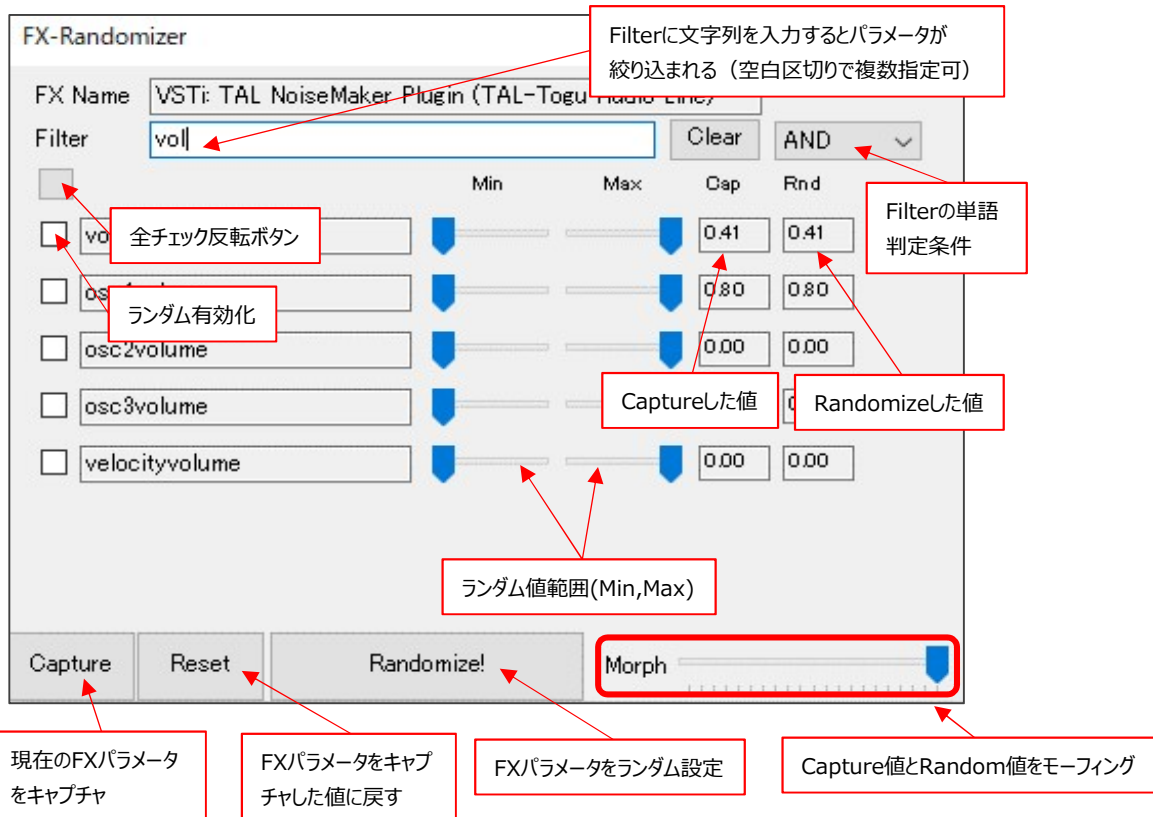 FX-Randomizer
Filterに文字列を入力するとパラメータが
絞り込まれる（空白区切りで複数指定可）
FX Name VSTi: TAL NoiseMaker Plugin (TAL-Togu Audio Line)
Filter vol Clear AND
Min Max Cap Rnd
Filterの単語
判定条件
全チェック反転ボタン
0.41 0.41
ランダム有効化
0.80 0.80
osc2volume 0.00 0.00
osc3volume
Captureした値 Randomizeした値
velocityvolume 0.00 0.00
ランダム値範囲(Min,Max)
Capture Reset Randomize! Morph
現在のFXパラメータ
をキャプチャ
FXパラメータをキャプ
チャした値に戻す
FXパラメータをランダム設定
Capture値とRandom値をモーフィング